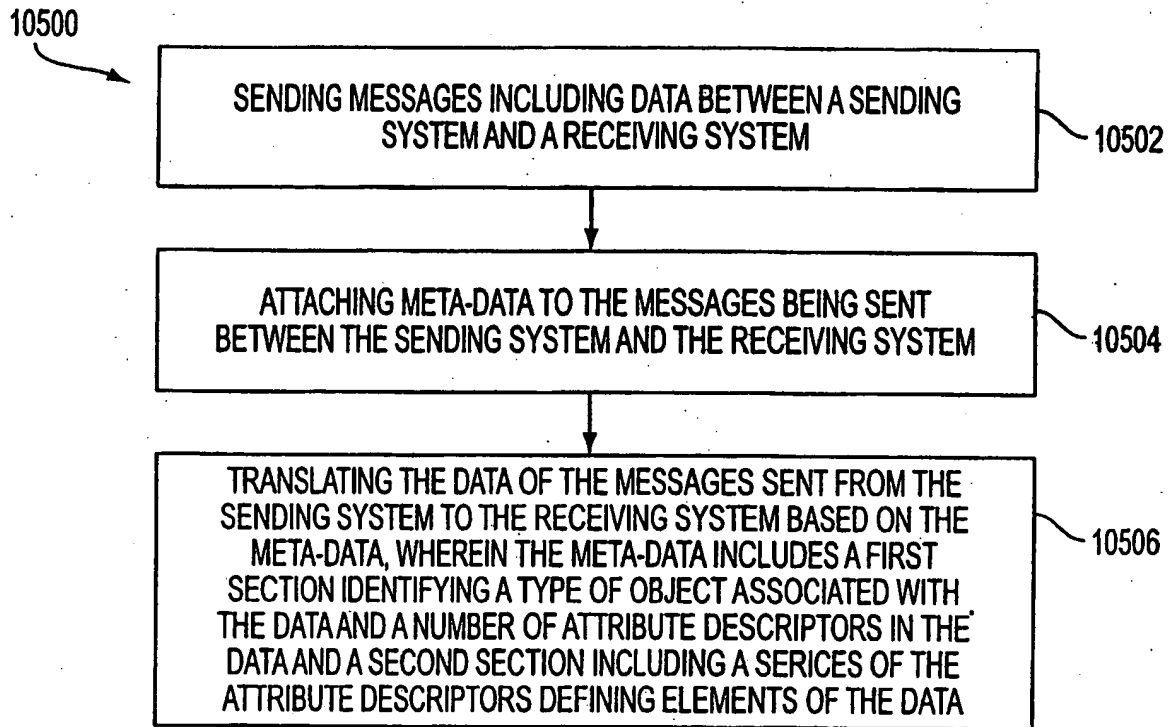 10500
SENDING MESSAGES INCLUDING DATA BETWEEN A SENDING
SYSTEM AND A RECEIVING SYSTEM
10502
ATTACHING META-DATA TO THE MESSAGES BEING SENT
BETWEEN THE SENDING SYSTEM AND THE RECEIVING SYSTEM
10504
TRANSLATING THE DATA OF THE MESSAGES SENT FROM THE
SENDING SYSTEM TO THE RECEIVING SYSTEM BASED ON THE
META-DATA, WHEREIN THE META-DATA INCLUDES A FIRST
SECTION IDENTIFYING A TYPE OF OBJECT ASSOCIATED WITH
THE DATA AND A NUMBER OF ATTRIBUTE DESCRIPTORS IN THE
DATA AND A SECOND SECTION INCLUDING A SERICES OF THE
ATTRIBUTE DESCRIPTORS DEFINING ELEMENTS OF THE DATA
10506